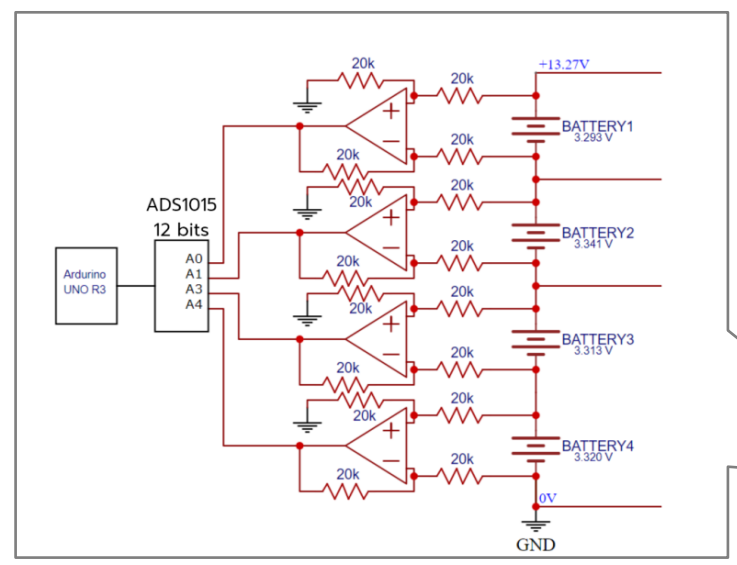 20k
+13.27V
20k
BATTERY1
3.293 V
20k
20k
20k
20k
ADS1015
12 bits
BATTERY2
3.341 V
A0
A1
A3
A4
Arduino
UNO R3
20k
20k
20k
20k
BATTERY3
3.313 V
20k
20k
20k
20k
BATTERY4
3.320 V
20k
20k
0V
GND